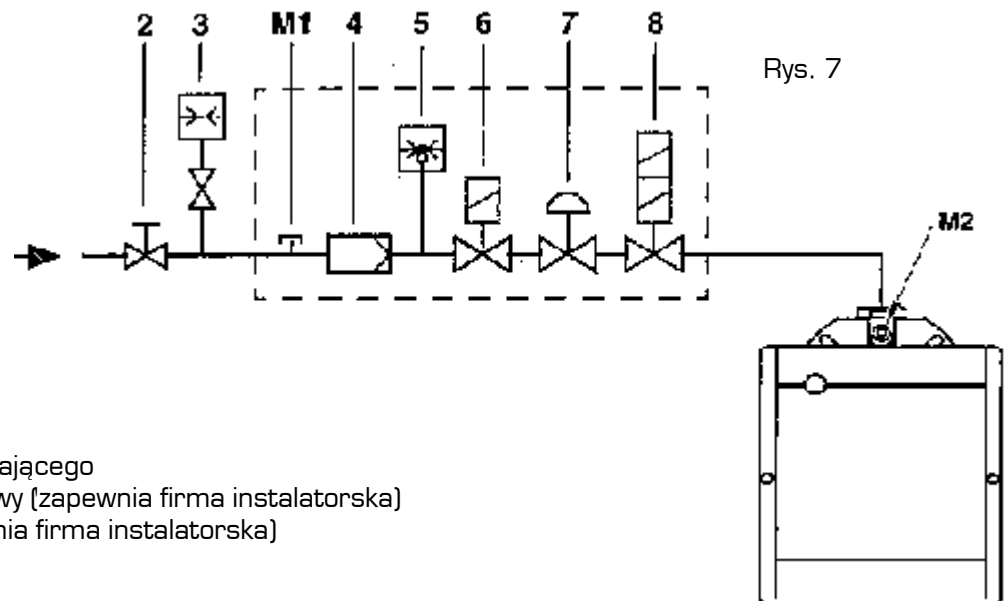 2 3 M1 4 5 6 7 8
Rys. 7
M2
ającego
wy (zapewnia firma instalatorska)
nia firma instalatorska)